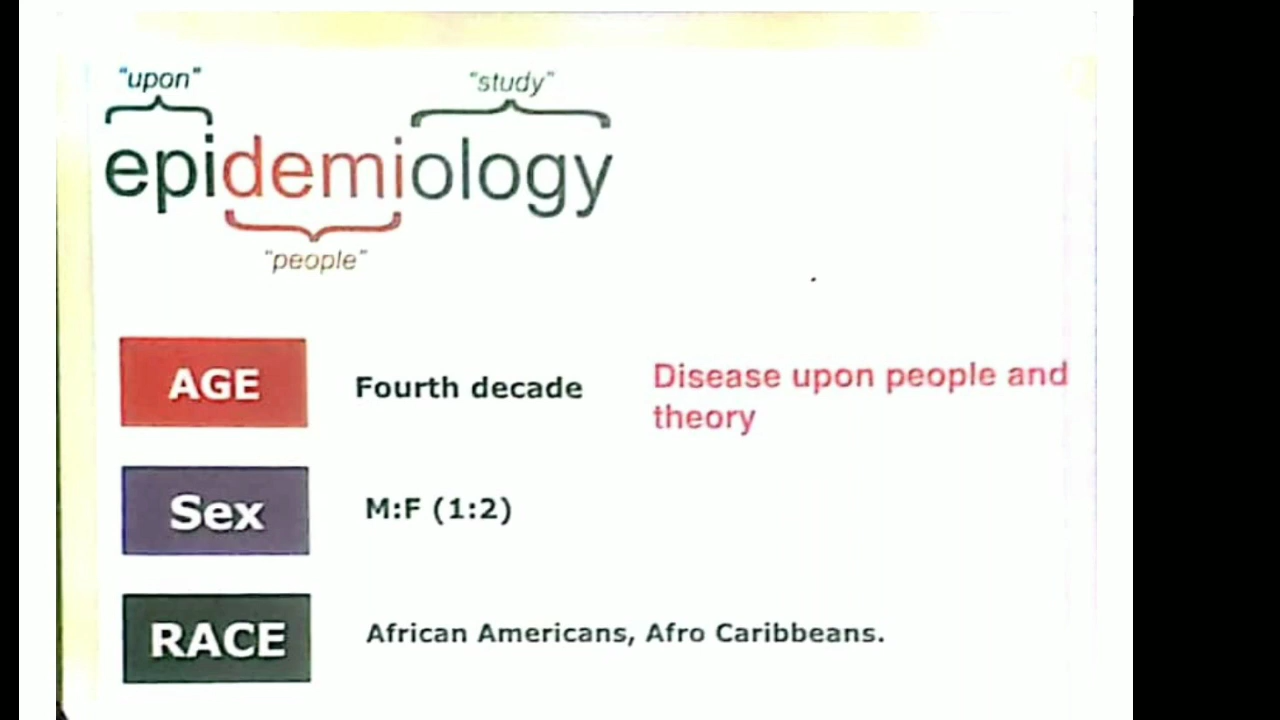 "upon"
"study"
epidemiology
"people"
AGE
Fourth decade
Disease upon people and
theory
Sex
M:F (1:2)
RACE
African Americans, Afro Caribbeans.